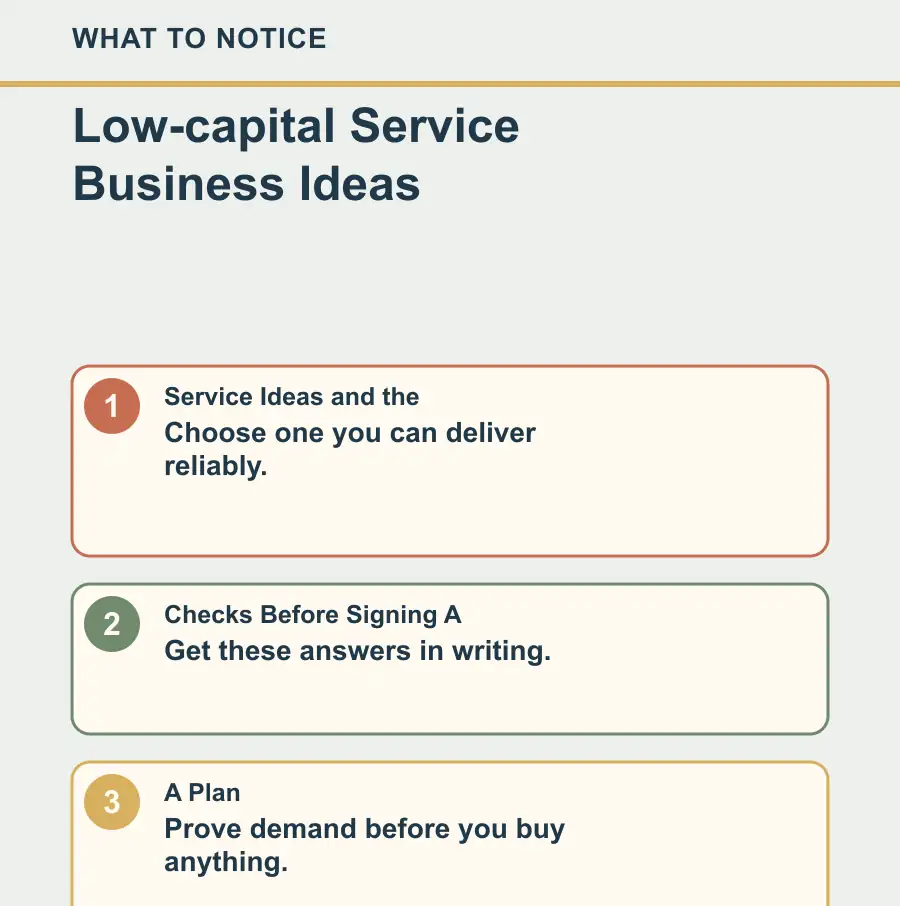 WHAT TO NOTICE
Low-capital Service
Business Ideas
1
Service Ideas and the
Choose one you can deliver
reliably.
2
Checks Before Signing A
Get these answers in writing.
3
A Plan
Prove demand before you buy
anything.